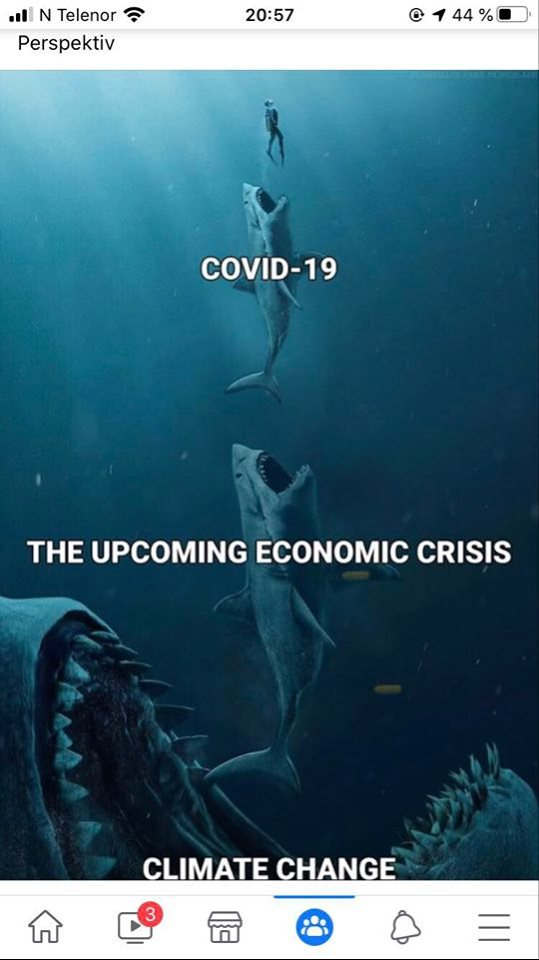 N Telenor 20:57 44 %
Perspektiv
COVID-19
THE UPCOMING ECONOMIC CRISIS
CLIMATE CHANGE
3